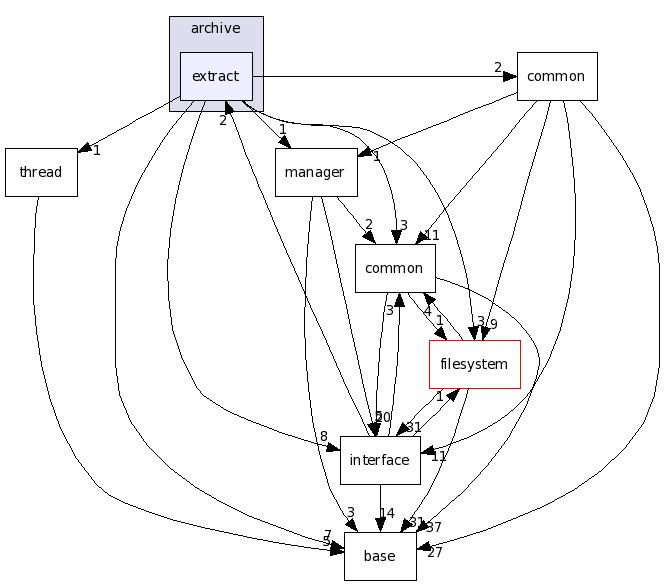 archive
extract
2
common
2
1
1
1
thread
manager
2
3
11
common
3
4
1
3
9
filesystem
1
20
31
8
11
interface
3
14
31
37
7
5
27
base